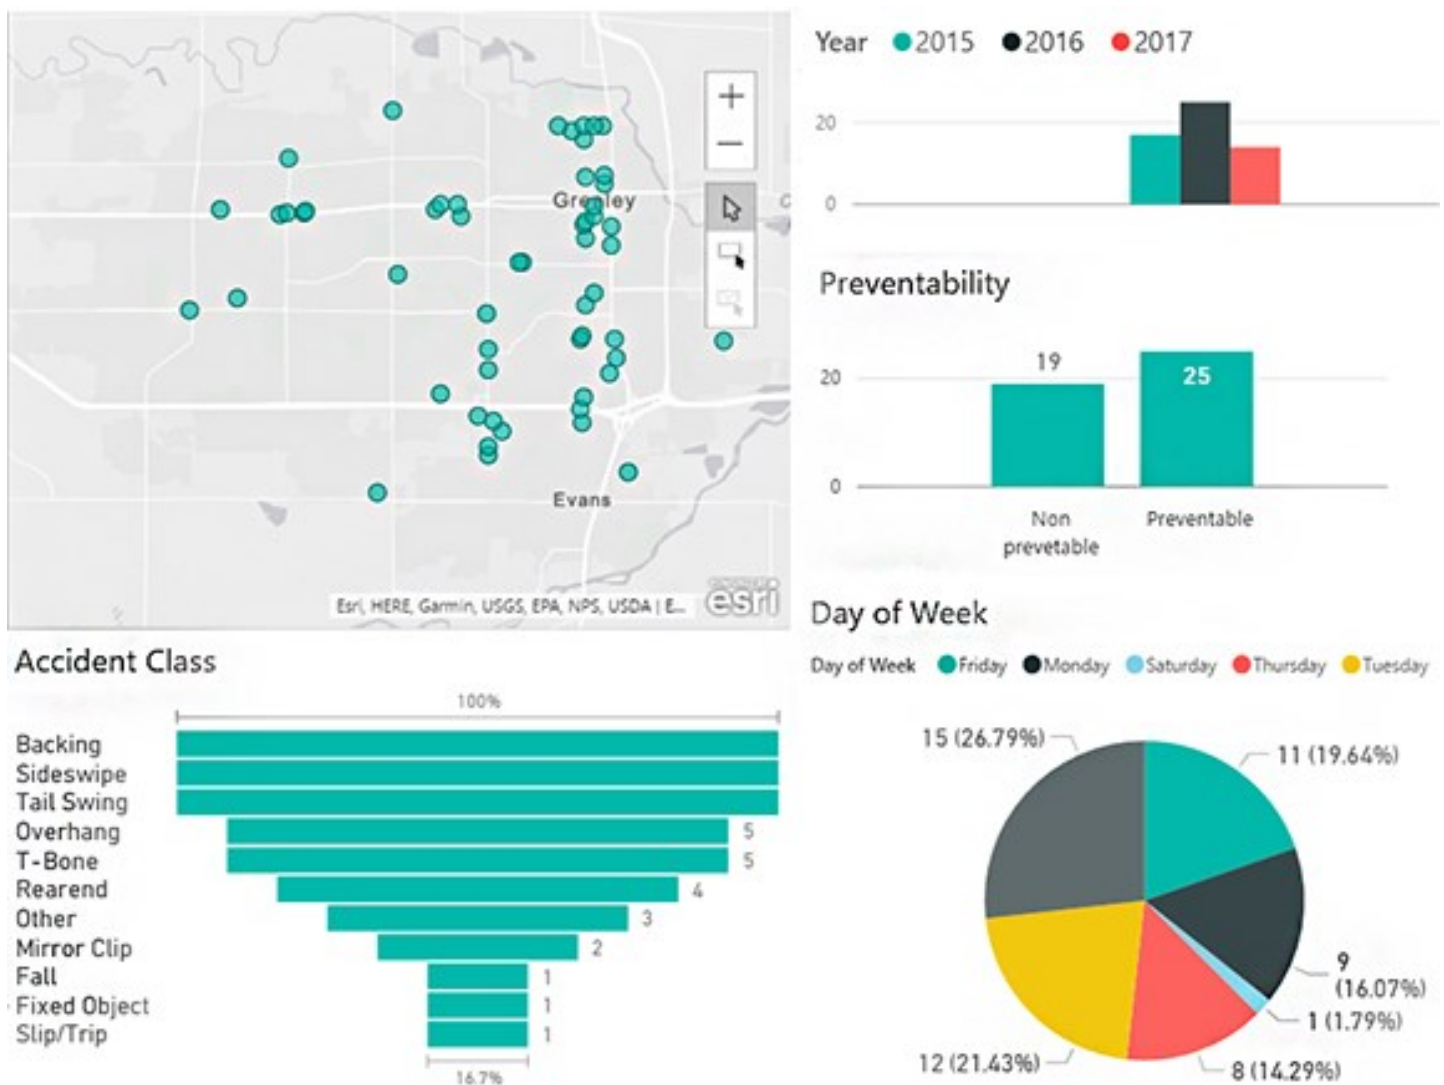 Greeley
Evans
Esri, HERE, Garmin, USGS, EPA, NPS, USDA | E...
esri
Year 2015 2016 2017
20
0
Preventability
19
25
20
0
Non
prevetable
Preventable
Accident Class
100%
Backing
Sideswipe
Tail Swing
Overhang 5
T-Bone 5
Rearend 4
Other 3
Mirror Clip 2
Fall 1
Fixed Object 1
Slip/Trip 1
16.7%
Day of Week
Day of Week Friday Monday Saturday Thursday Tuesday
15 (26.79%)
11 (19.64%)
9
(16.07%)
1 (1.79%)
8 (14.29%)
12 (21.43%)